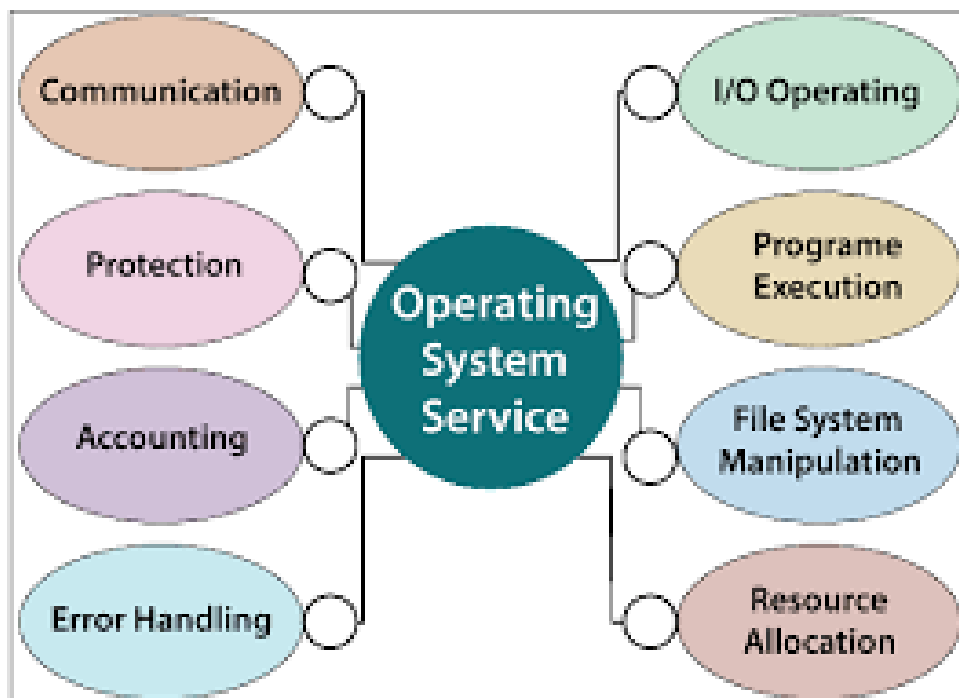 Communication
I/O Operating
Protection
Programe
Execution
Operating
System
Service
Accounting
File System
Manipulation
Error Handling
Resource
Allocation